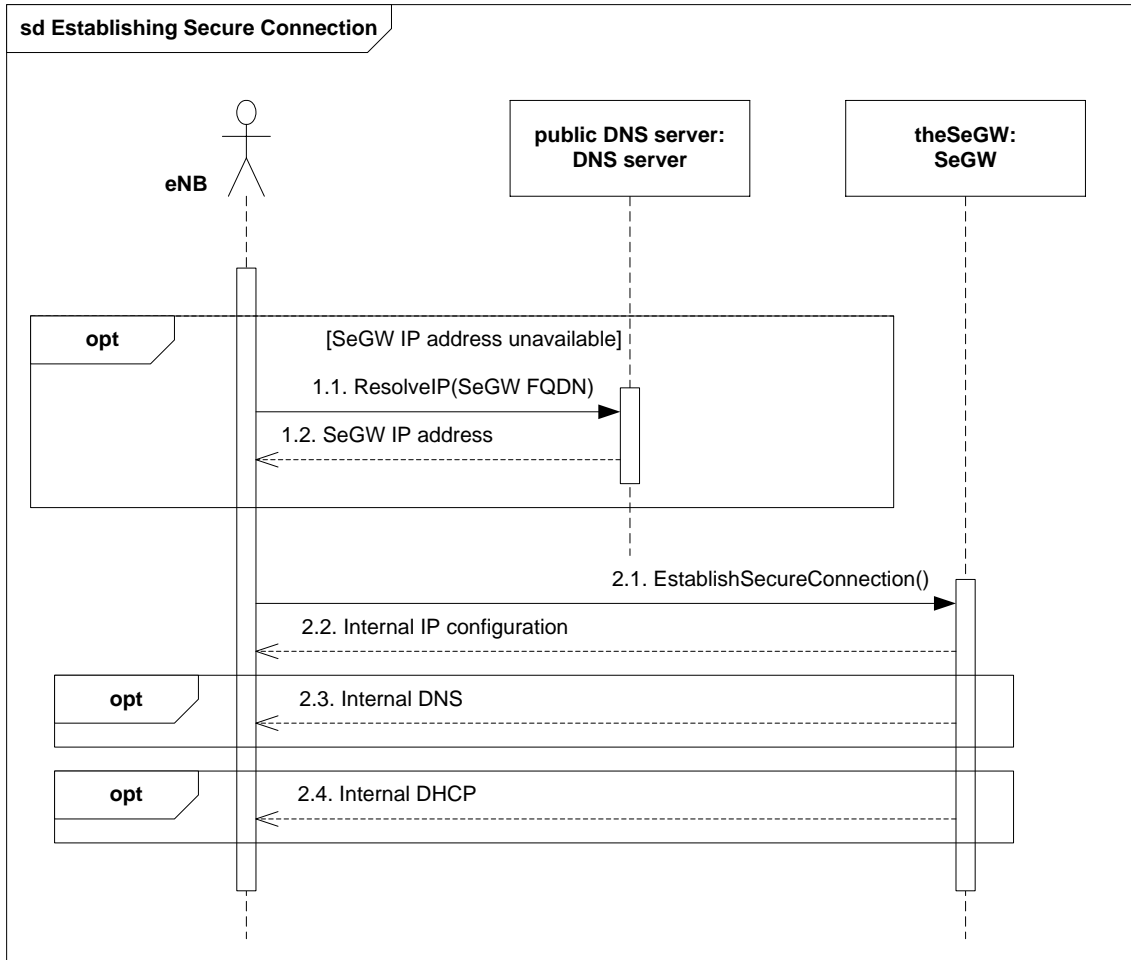 sd Establishing Secure Connection
eNB
public DNS server:
DNS server
theSeGW:
SeGW
opt
[SeGW IP address unavailable]
1.1. ResolveIP(SeGW FQDN)
1.2. SeGW IP address
2.1. EstablishSecureConnection()
2.2. Internal IP configuration
opt
2.3. Internal DNS
opt
2.4. Internal DHCP